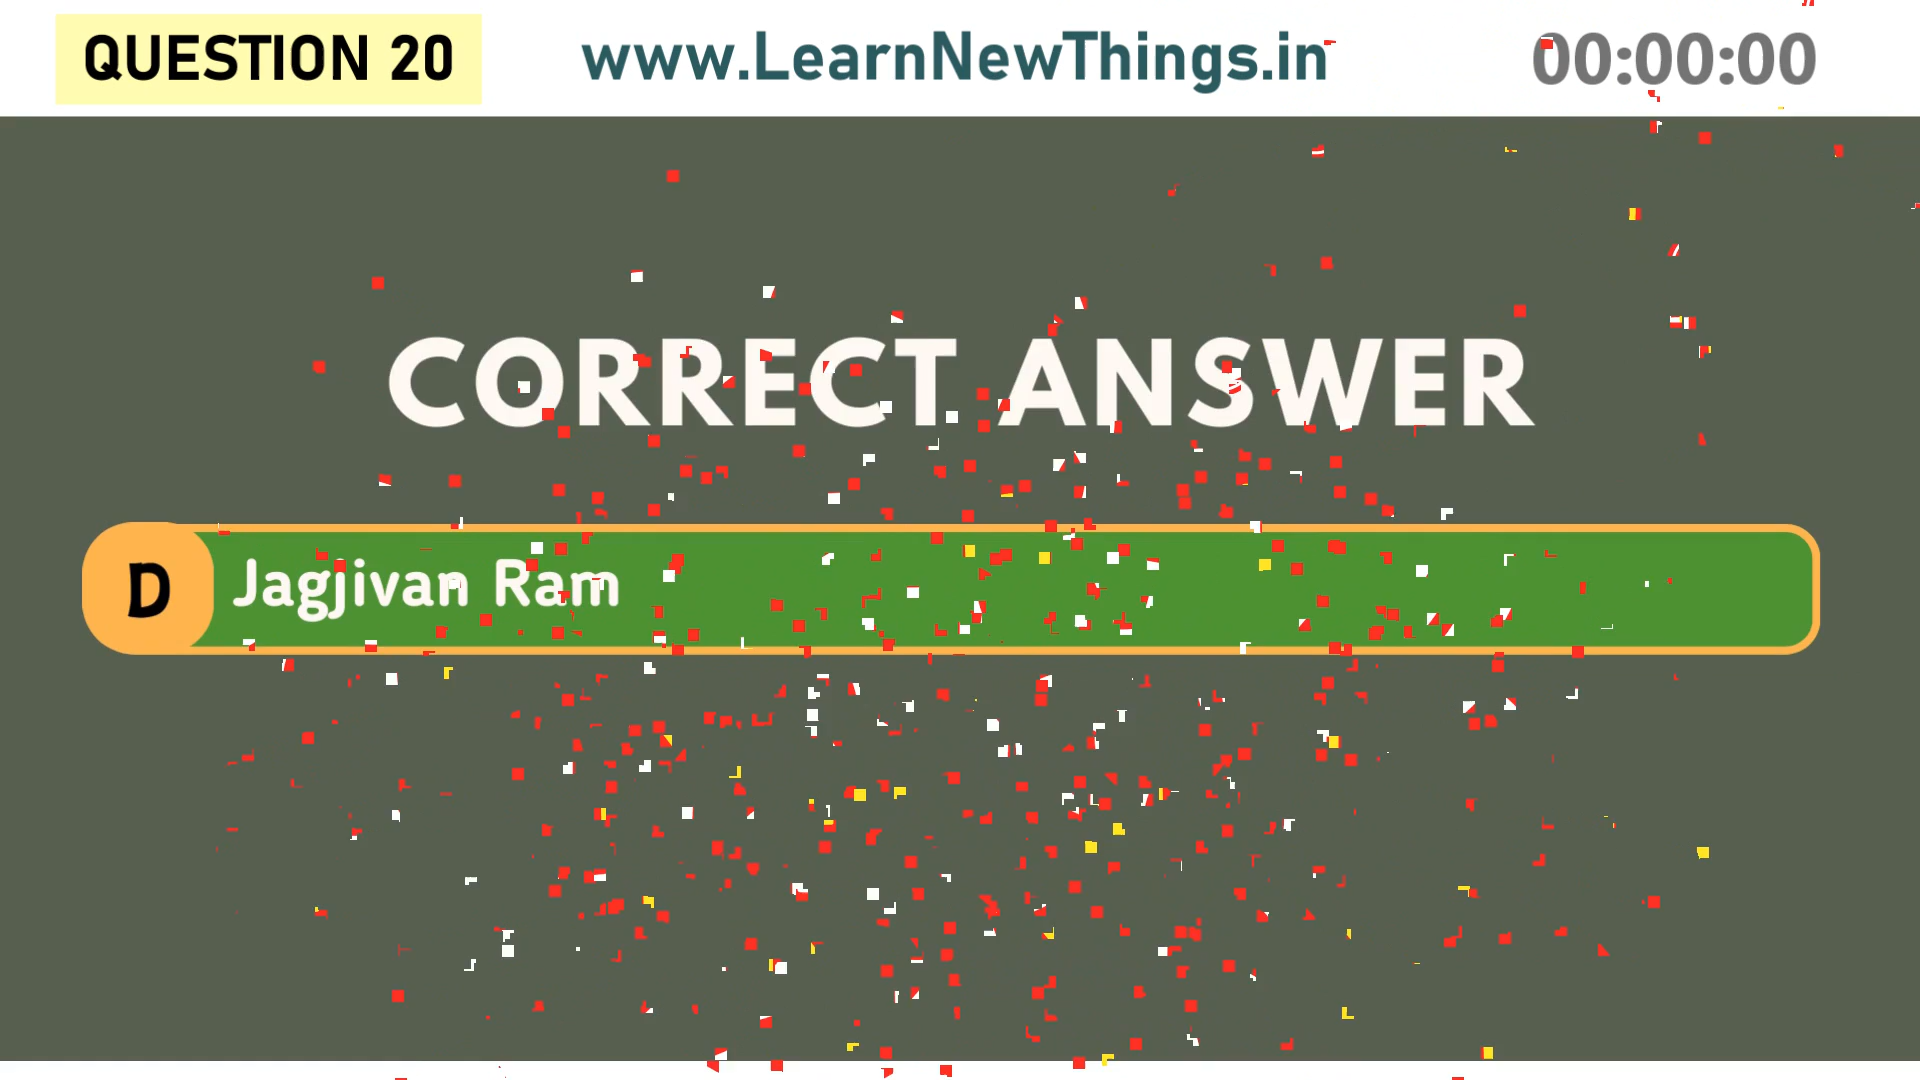 QUESTION 20
www.LearnNewThings.in
00:00:00
CORRECT ANSWER
D
Jagjivan Ram